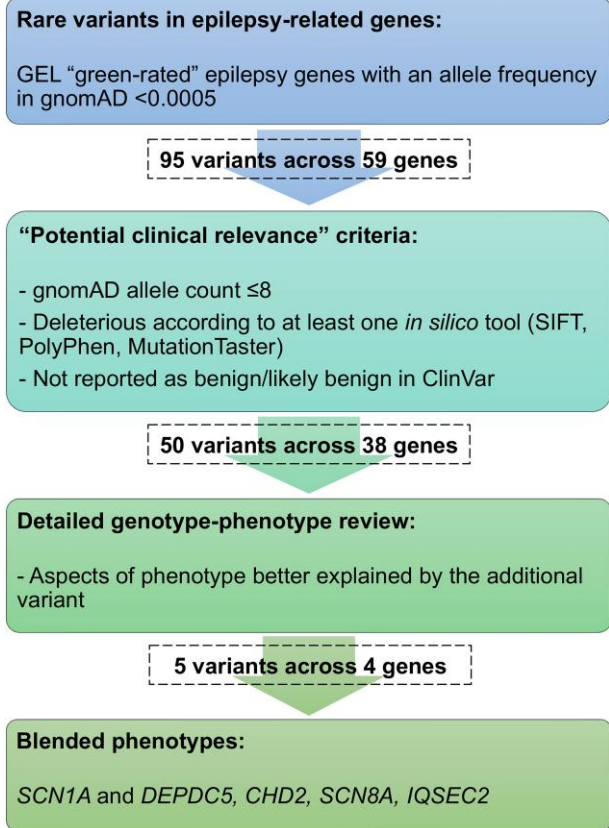 Rare variants in epilepsy-related genes:
GEL “green-rated” epilepsy genes with an allele frequency
in gnomAD <0.0005
95 variants across 59 genes
“Potential clinical relevance” criteria:
- gnomAD allele count ≤8
- Deleterious according to at least one in silico tool (SIFT,
PolyPhen, MutationTaster)
- Not reported as benign/likely benign in ClinVar
50 variants across 38 genes
Detailed genotype-phenotype review:
- Aspects of phenotype better explained by the additional
variant
5 variants across 4 genes
Blended phenotypes:
SCN1A and DEPDC5, CHD2, SCN8A, IQSEC2